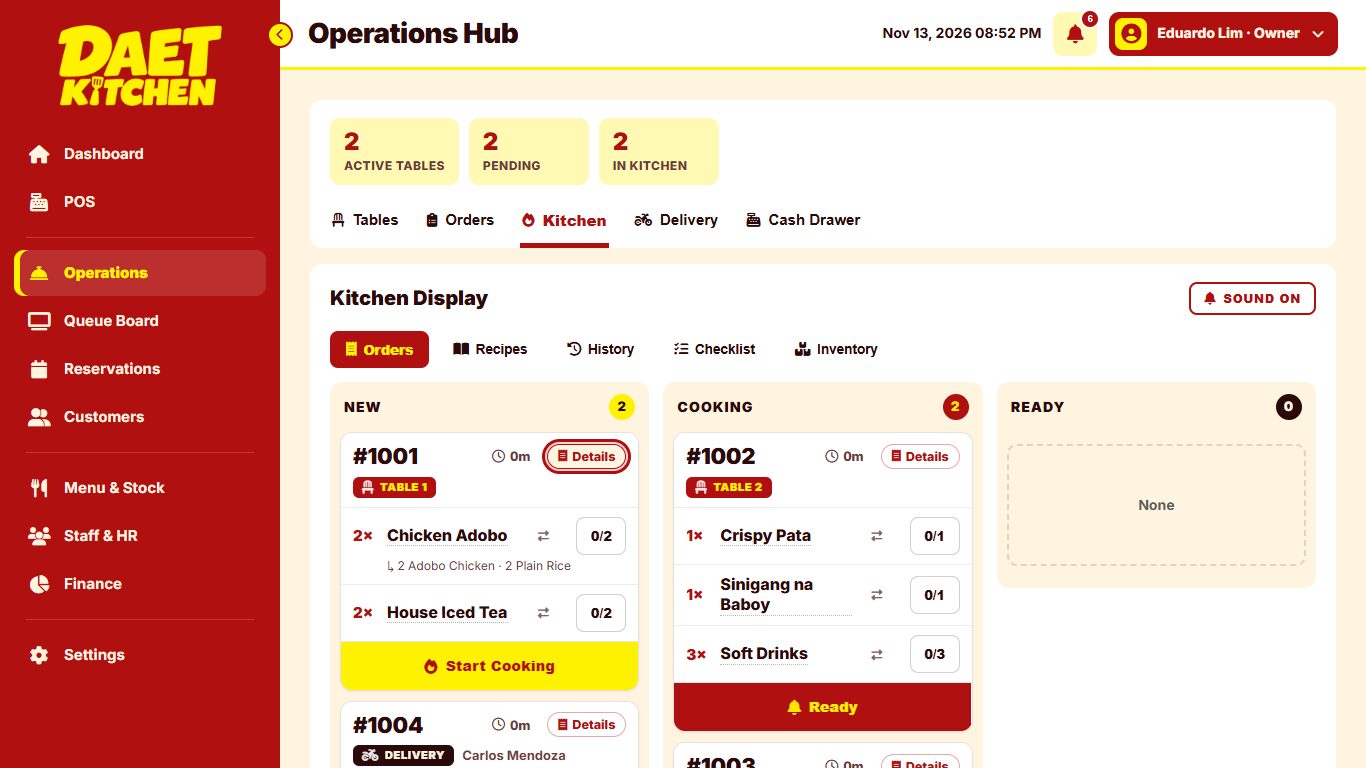 DAET
KITCHEN
Dashboard
POS
Operations
Queue Board
Reservations
Customers
Menu & Stock
Staff & HR
Finance
Settings
Operations Hub
Nov 13, 2026 08:52 PM
6
Eduardo Lim · Owner
2
ACTIVE TABLES
2
PENDING
2
IN KITCHEN
Tables
Orders
Kitchen
Delivery
Cash Drawer
Kitchen Display
SOUND ON
Orders
Recipes
History
Checklist
Inventory
NEW
2
#1001
0m
Details
TABLE 1
2×
Chicken Adobo
0/2
↳ 2 Adobo Chicken · 2 Plain Rice
2×
House Iced Tea
0/2
Start Cooking
#1004
0m
Details
DELIVERY
Carlos Mendoza
COOKING
2
#1002
0m
Details
TABLE 2
1×
Crispy Pata
0/1
1×
Sinigang na
Baboy
0/1
3×
Soft Drinks
0/3
Ready
#1003
0m
Details
READY
0
None